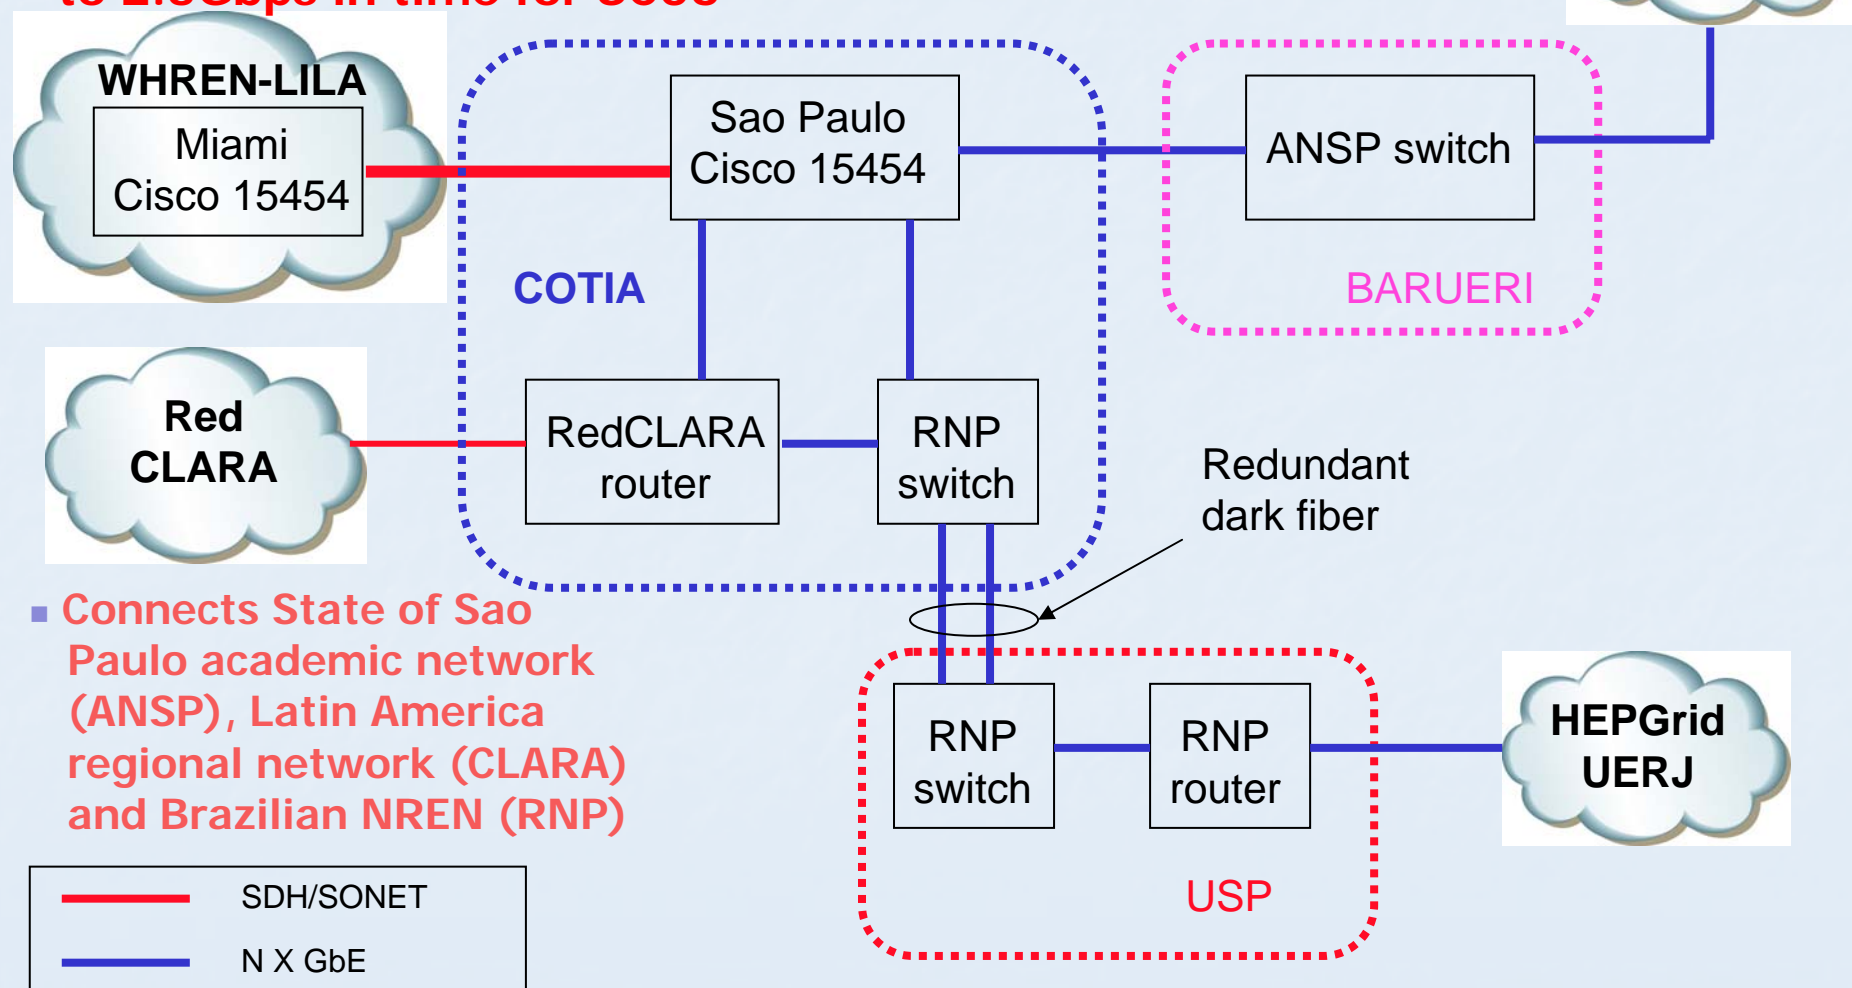 WHREN-LILA
Miami
Cisco 15454
Sao Paulo
Cisco 15454
ANSP switch
COTIA
BARUERI
Red
CLARA
RedCLARA
router
RNP
switch
Redundant
dark fiber
Connects State of Sao
Paulo academic network
(ANSP), Latin America
regional network (CLARA)
and Brazilian NREN (RNP)
RNP
switch
RNP
router
HEPGrid
UERJ
USP
SDH/SONET
N X GbE